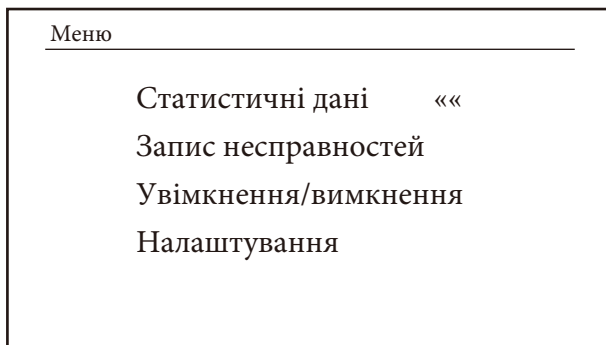 Меню
Статистичні дані ««
Запис несправностей
Увімкнення/вимкнення
Налаштування